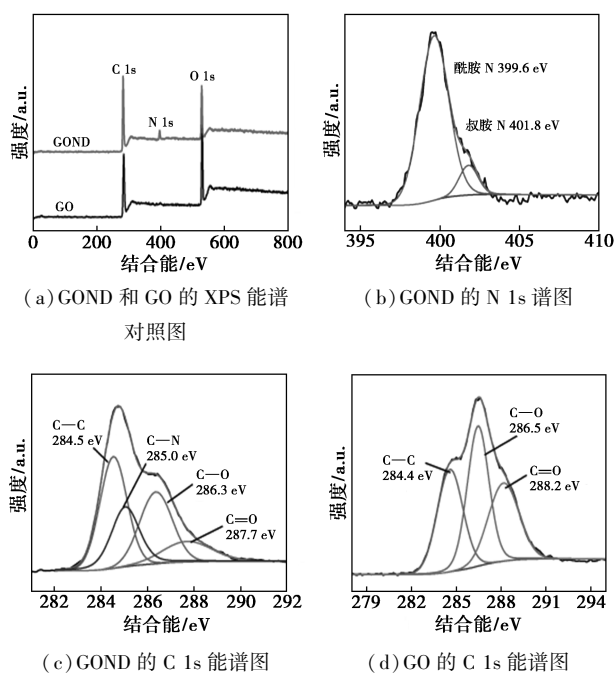 C 1s
O 1s
N 1s
GOND
GO
强度/a.u.
0 200 400 600 800
结合能/eV
(a)GOND 和 GO 的 XPS 能谱
对照图
酰胺 N 399.6 eV
叔胺 N 401.8 eV
强度/a.u.
395 400 405 410
结合能/eV
(b)GOND 的 N 1s 谱图
C—C
284.5 eV
C—N
285.0 eV
C—O
286.3 eV
C=O
287.7 eV
强度/a.u.
282 284 286 288 290 292
结合能/eV
(c)GOND 的 C 1s 能谱图
C—O
286.5 eV
C—C
284.4 eV
C=O
288.2 eV
强度/a.u.
279 282 285 288 291 294
结合能/eV
(d)GO 的 C 1s 能谱图